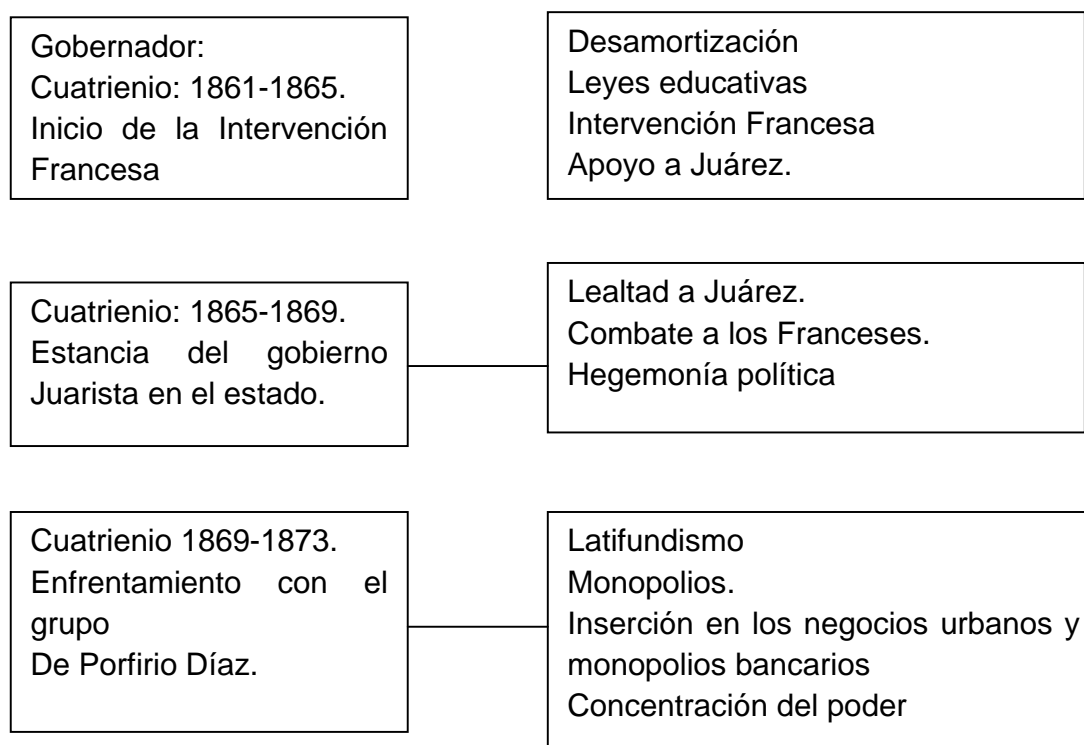 Gobernador:
Cuatrienio: 1861-1865.
Inicio de la Intervención
Francesa
Desamortización
Leyes educativas
Intervención Francesa
Apoyo a Juárez.
Cuatrienio: 1865-1869.
Estancia del gobierno
Juarista en el estado.
Lealtad a Juárez.
Combate a los Franceses.
Hegemonía política
Cuatrienio 1869-1873.
Enfrentamiento con el
grupo
De Porfirio Díaz.
Latifundismo
Monopolios.
Inserción en los negocios urbanos y
monopolios bancarios
Concentración del poder